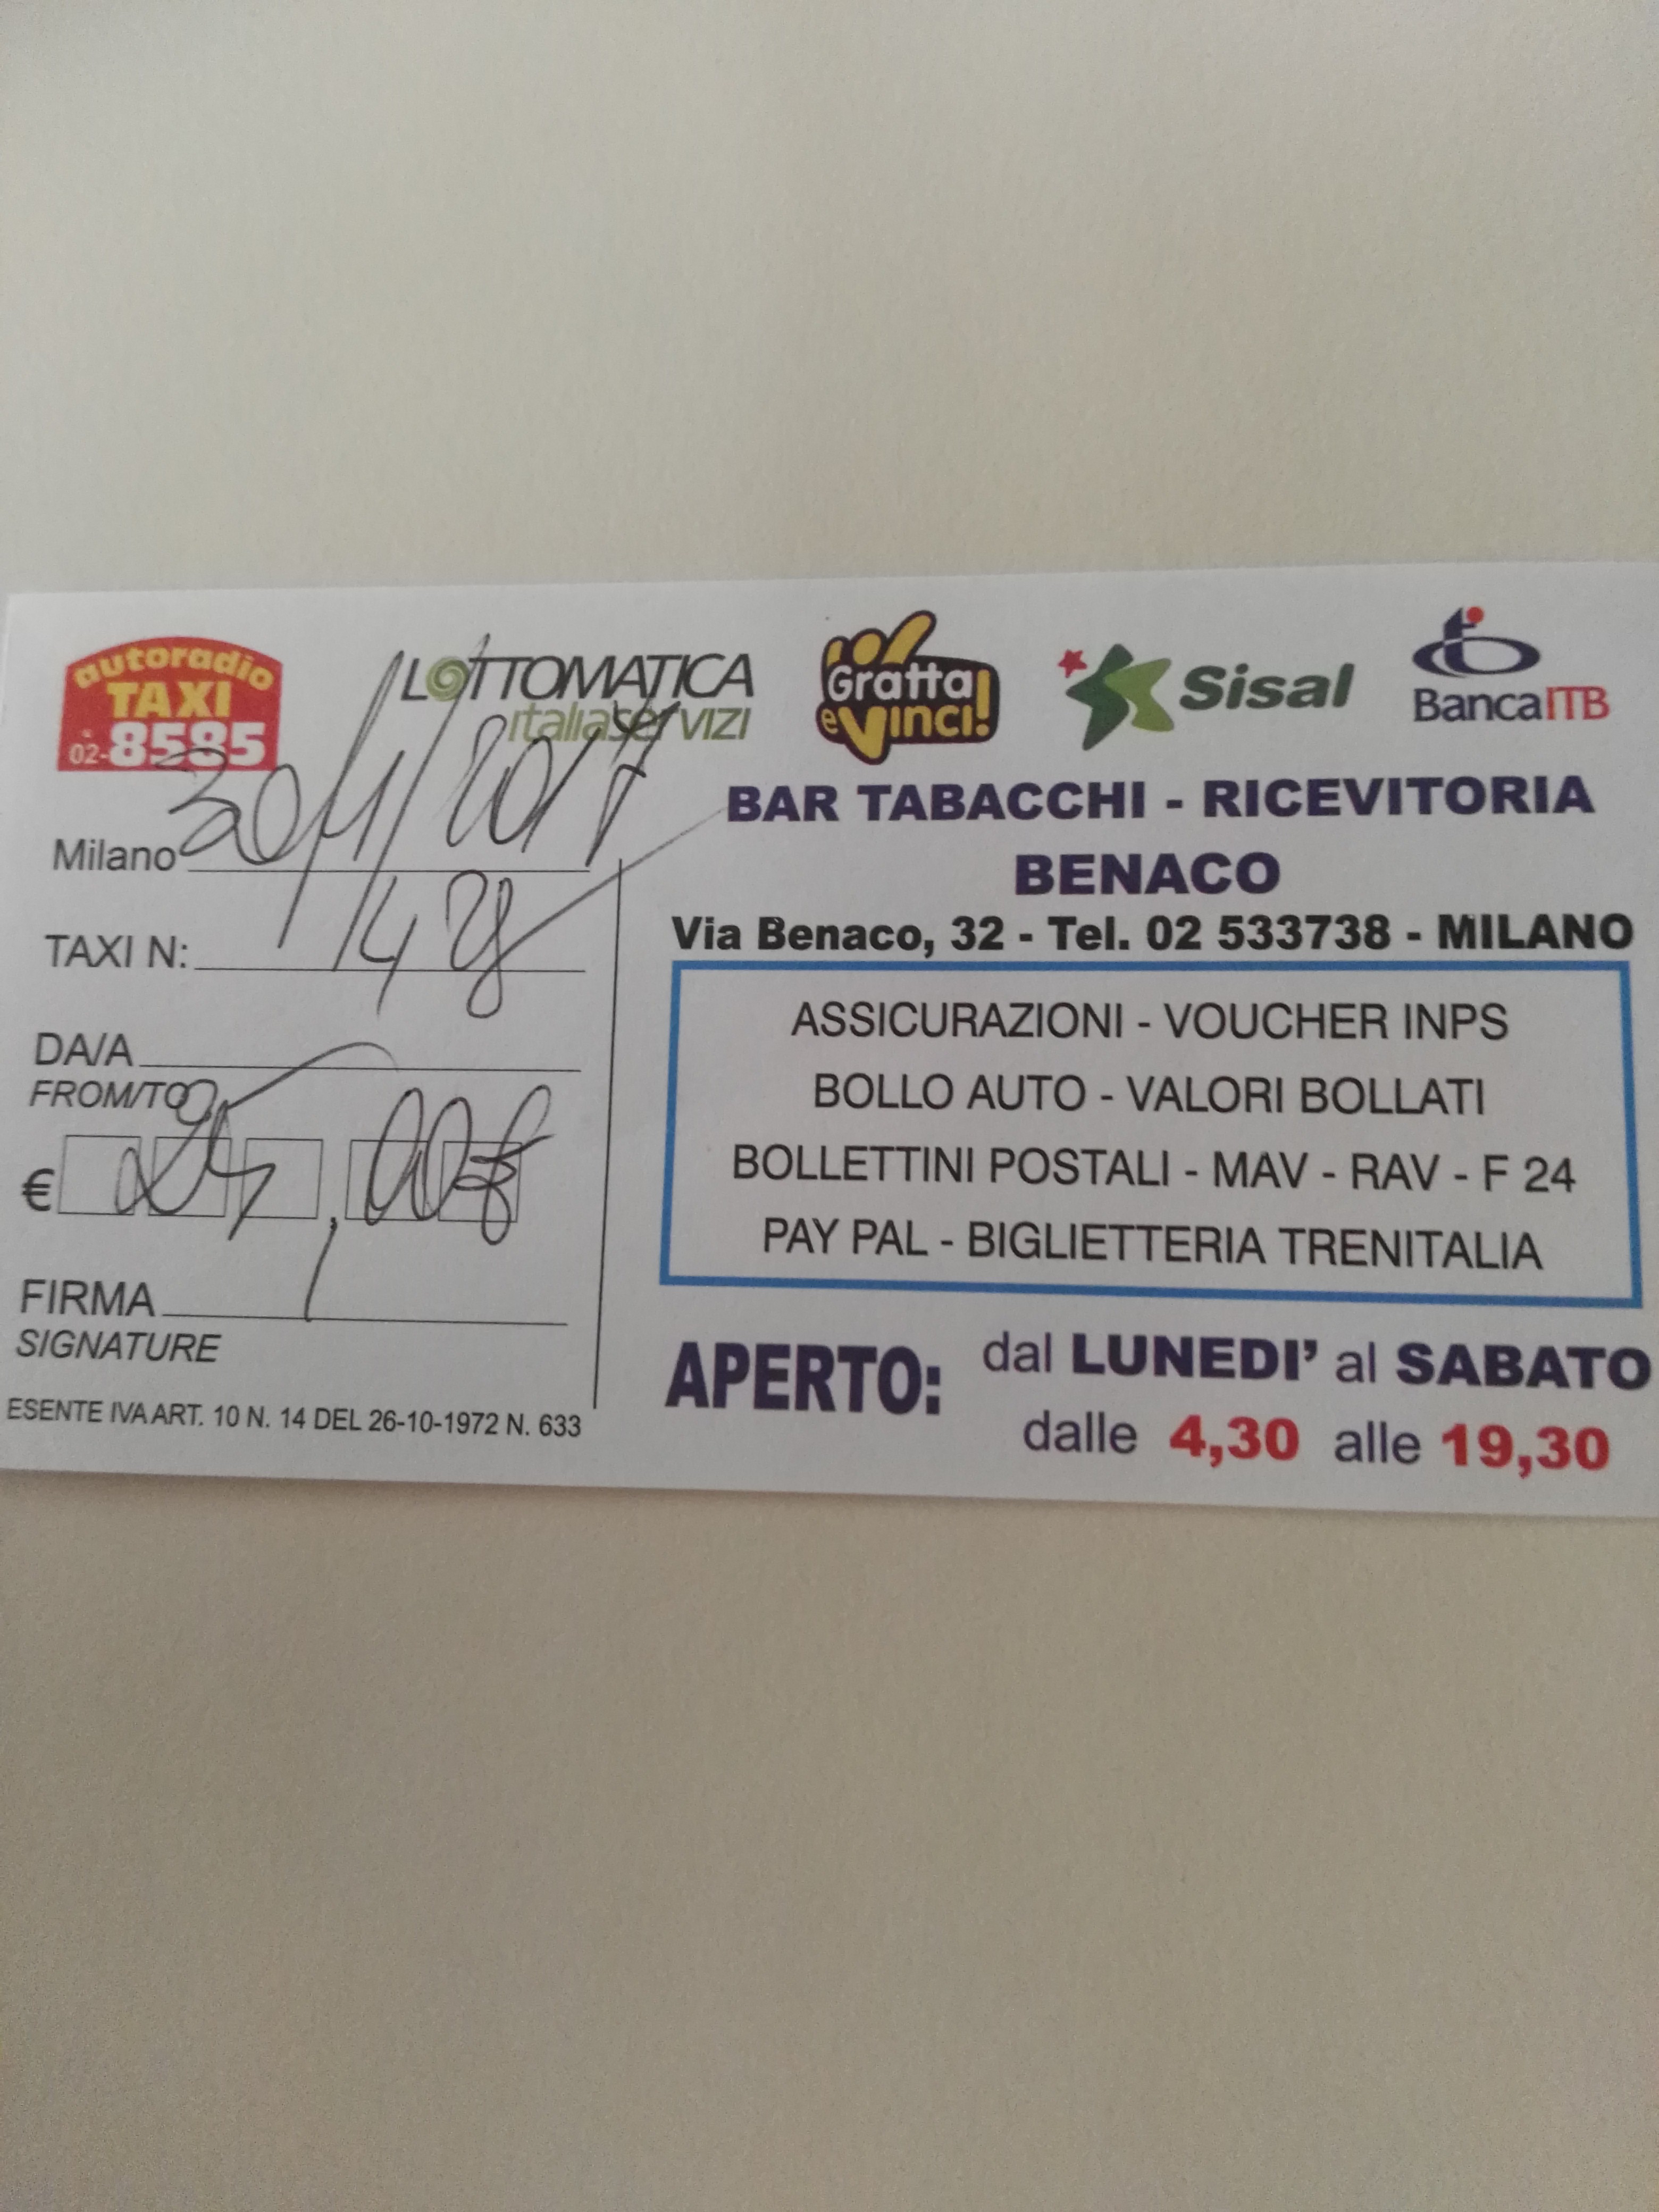 autoradio
TAXI
02-8585
LOTTOMATICA
italiaserVIZI
Gratta
e Vinci!
Sisal
BancaITB
Milano 30/1/2017
TAXI N:
DA/A
FROM/TO
€ 25,00
FIRMA
SIGNATURE
ESENTE IVA ART. 10 N. 14 DEL 26-10-1972 N. 633
BAR TABACCHI - RICEVITORIA
BENACO
Via Benaco, 32 - Tel. 02 533738 - MILANO
ASSICURAZIONI - VOUCHER INPS
BOLLO AUTO - VALORI BOLLATI
BOLLETTINI POSTALI - MAV - RAV - F 24
PAY PAL - BIGLIETTERIA TRENITALIA
APERTO: dal LUNEDI' al SABATO
dalle 4,30 alle 19,30